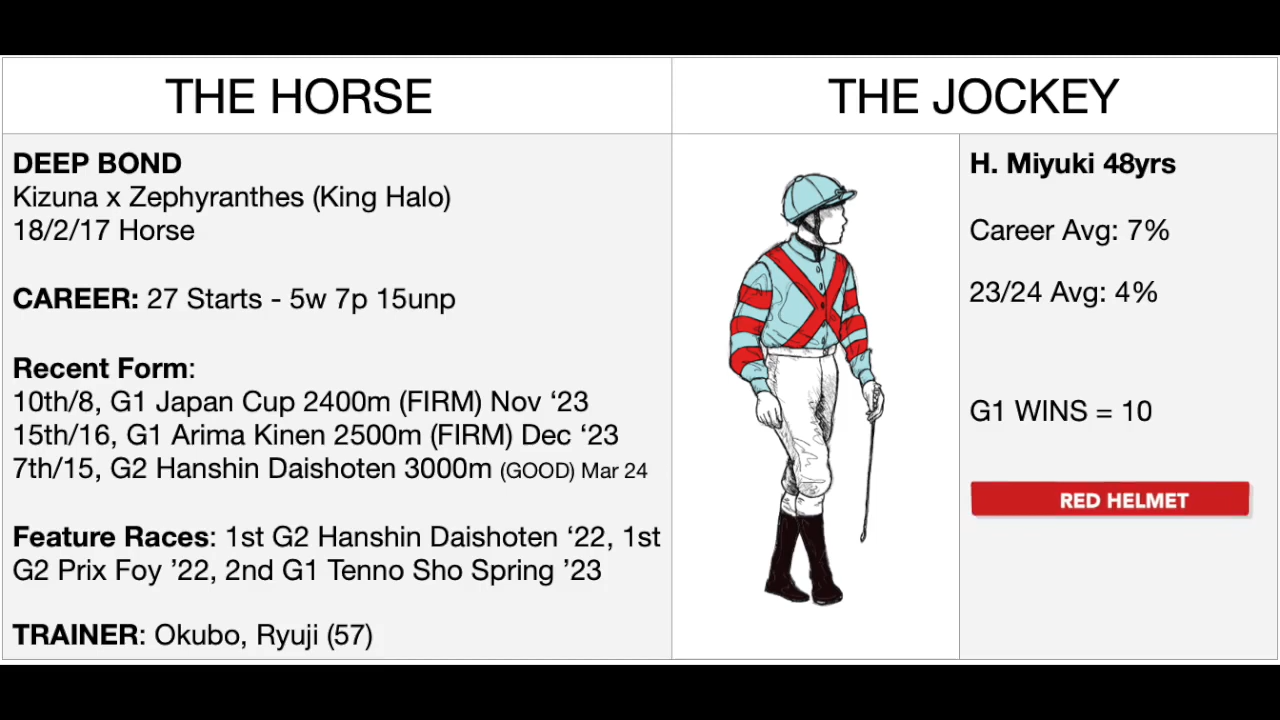 THE HORSE
THE JOCKEY
DEEP BOND
Kizuna x Zephyranthes (King Halo)
18/2/17 Horse
CAREER: 27 Starts - 5w 7p 15unp
Recent Form:
10th/8, G1 Japan Cup 2400m (FIRM) Nov ‘23
15th/16, G1 Arima Kinen 2500m (FIRM) Dec ‘23
7th/15, G2 Hanshin Daishoten 3000m (GOOD) Mar 24
Feature Races: 1st G2 Hanshin Daishoten ‘22, 1st
G2 Prix Foy ’22, 2nd G1 Tenno Sho Spring ’23
TRAINER: Okubo, Ryuji (57)
H. Miyuki 48yrs
Career Avg: 7%
23/24 Avg: 4%
G1 WINS = 10
RED HELMET